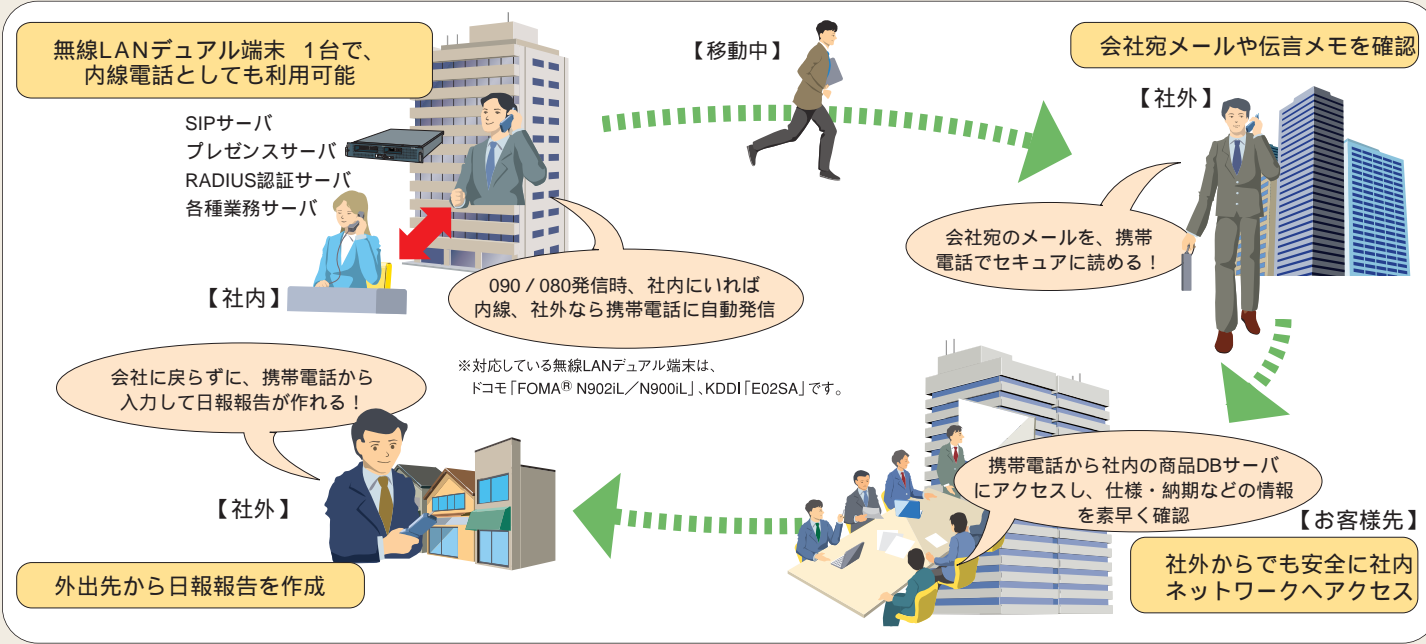 無線LANデュアル端末 1台で、
内線電話としても利用可能
SIPサーバ
プレゼンスサーバ
RADIUS認証サーバ
各種業務サーバ
【社内】
090 / 080発信時、社内にいれば
内線、社外なら携帯電話に自動発信
※対応している無線LANデュアル端末は、
ドコモ「FOMA® N902iL／N900iL」、KDDI「E02SA」です。
【移動中】
会社宛メールや伝言メモを確認
【社外】
会社宛のメールを、携帯
電話でセキュアに読める！
携帯電話から社内の商品DBサーバ
にアクセスし、仕様・納期などの情報
を素早く確認
【お客様先】
社外からでも安全に社内
ネットワークへアクセス
会社に戻らずに、携帯電話から
入力して日報報告が作れる！
【社外】
外出先から日報報告を作成